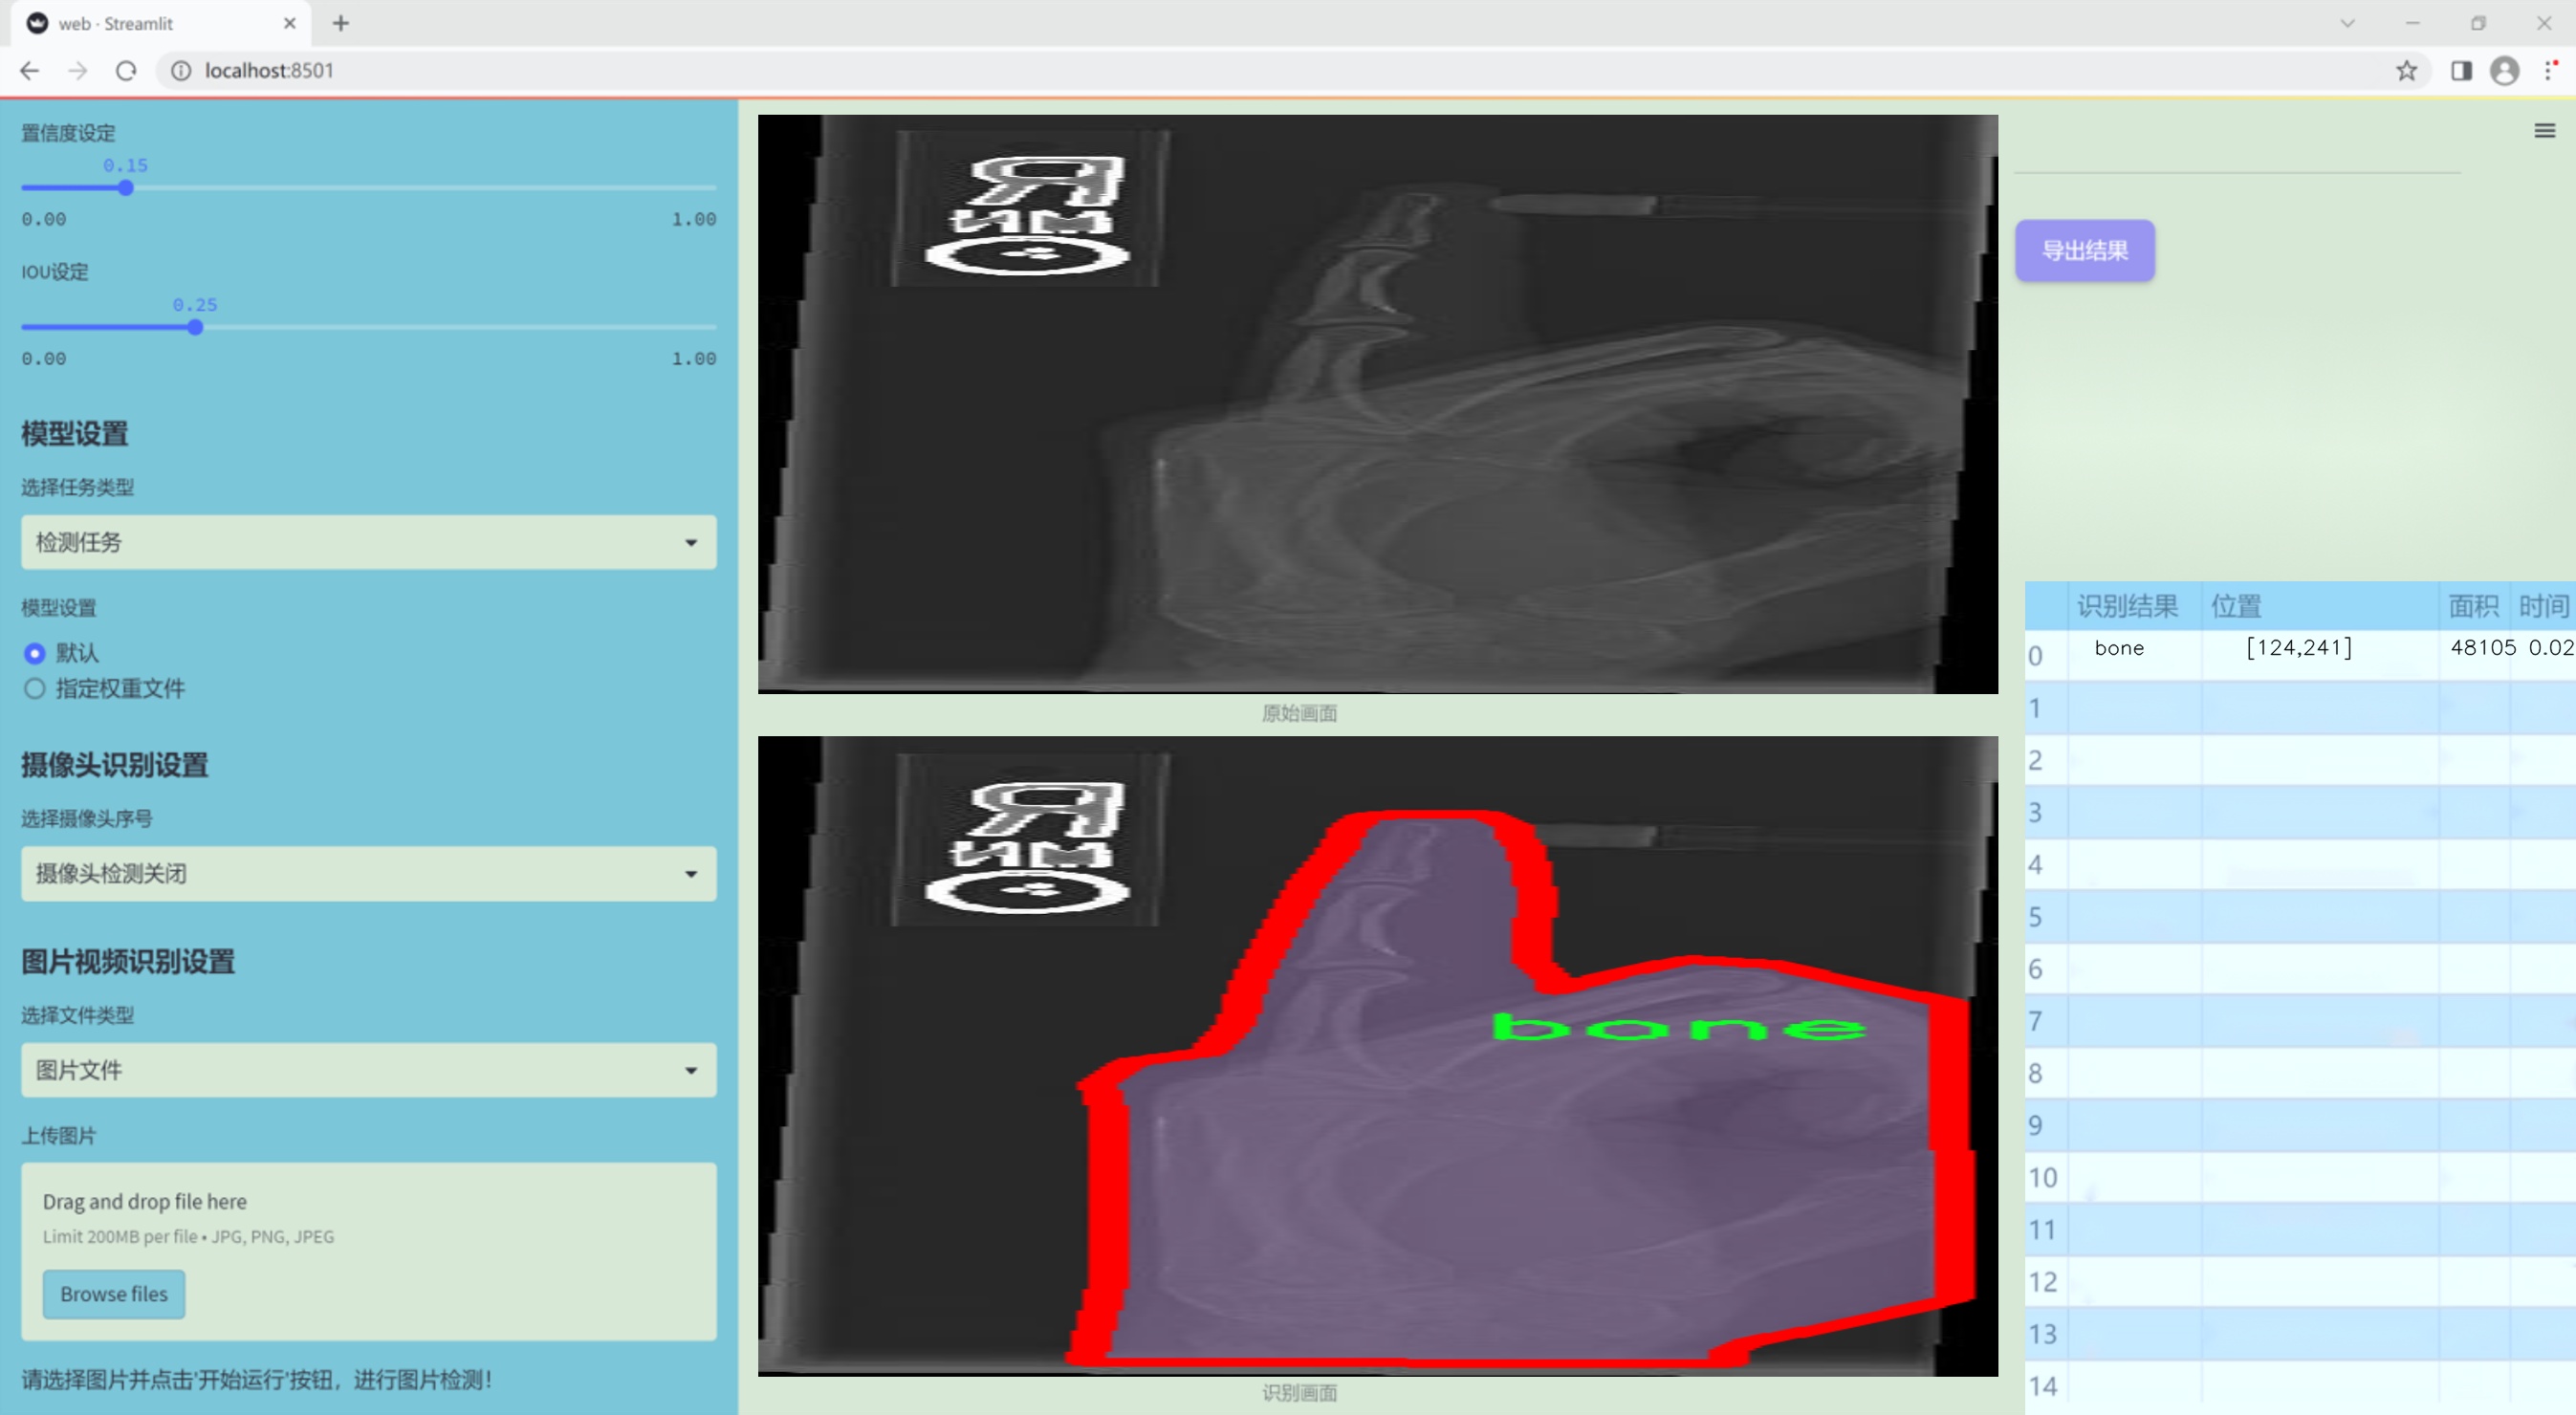 web · Streamlit
localhost:8501
置信度设定
0.15
0.00 1.00
IOU设定
0.25
0.00 1.00
模型设置
选择任务类型
检测任务
模型设置
默认
指定权重文件
摄像头识别设置
选择摄像头序号
摄像头检测关闭
图片视频识别设置
选择文件类型
图片文件
上传图片
Drag and drop file here
Limit 200MB per file • JPG, PNG, JPEG
Browse files
请选择图片并点击'开始运行'按钮，进行图片检测!
原始画面
bone
识别画面
导出结果
识别结果 位置 面积 时间
0 bone [124,241] 48105 0.02
1
2
3
4
5
6
7
8
9
10
11
12
13
14